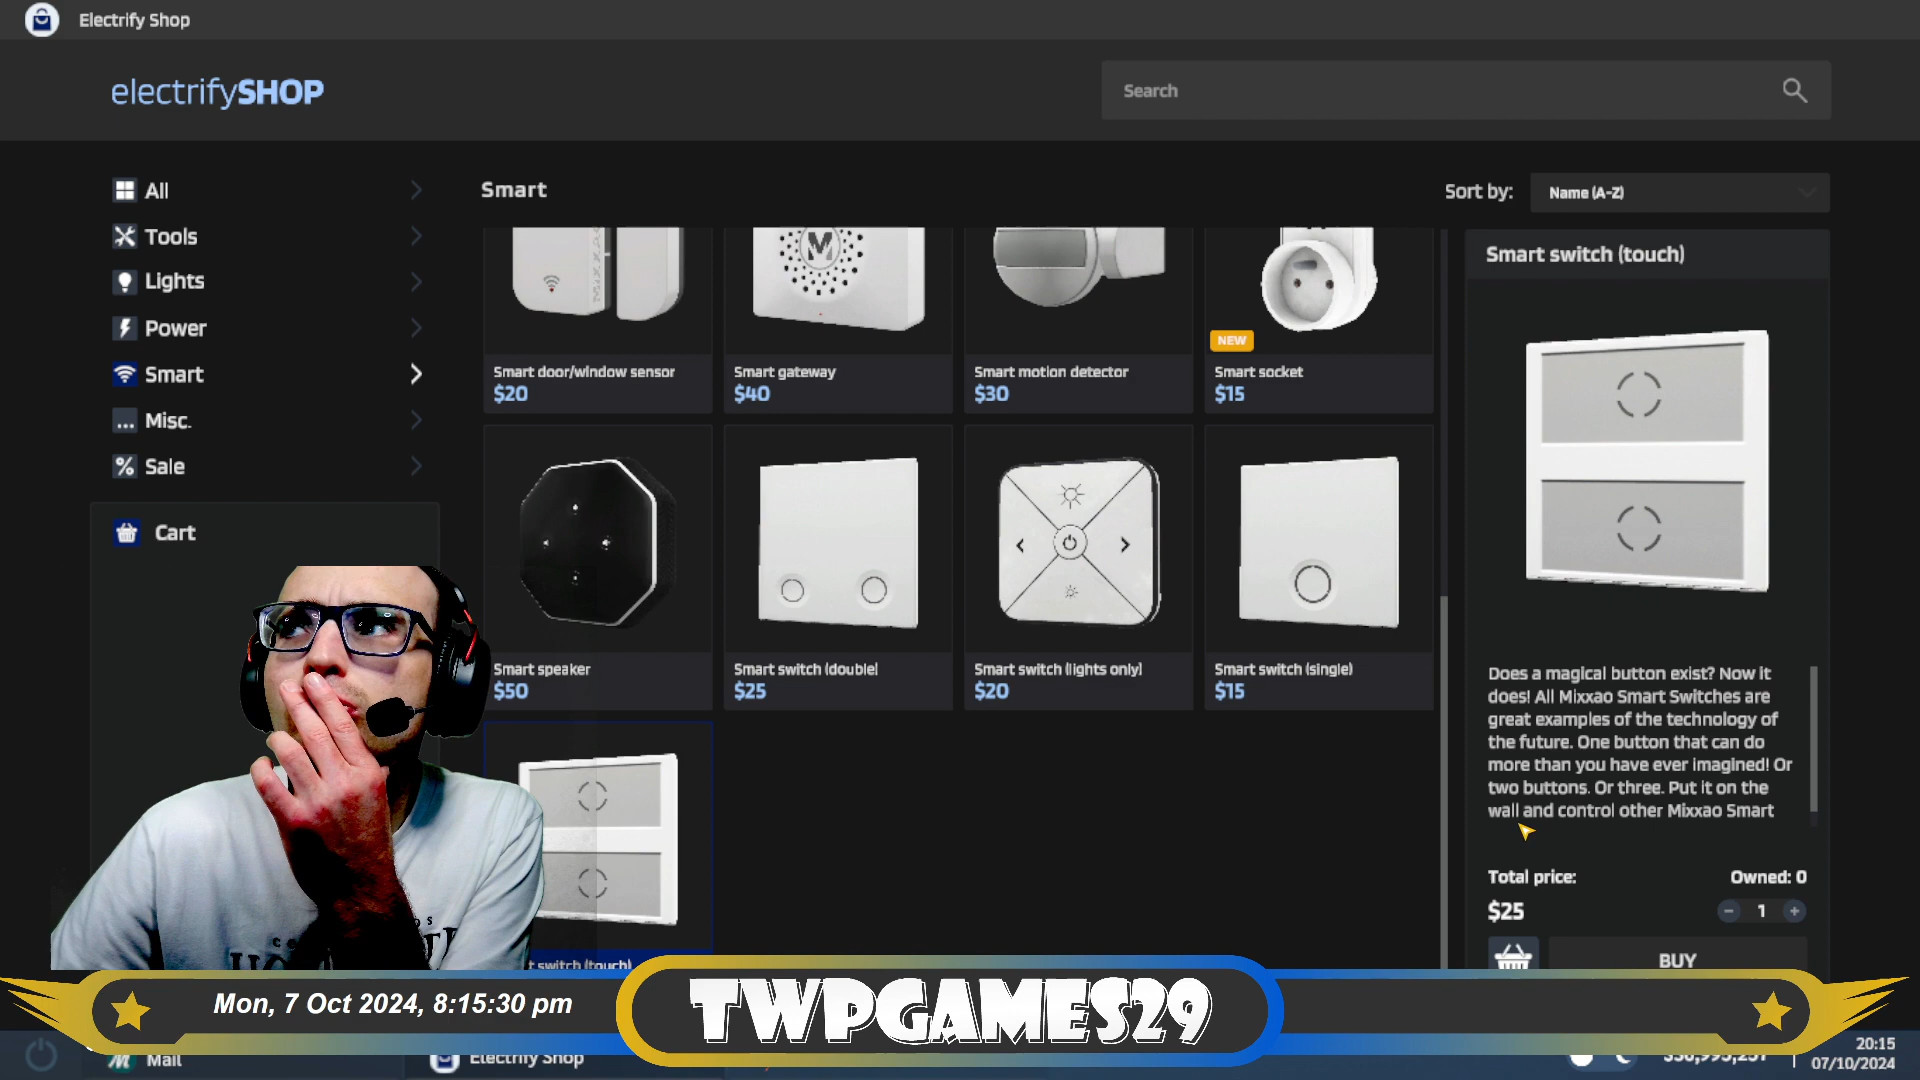 Electrify Shop
electrifySHOP
Search
All
Tools
Lights
Power
Smart
Misc.
Sale
Cart
Smart
Sort by:
Name (A-Z)
Smart door/window sensor
$20
Smart gateway
$40
Smart motion detector
$30
NEW
Smart socket
$15
Smart speaker
$50
Smart switch (double)
$25
Smart switch (lights only)
$20
Smart switch (single)
$15
t switch (touch)
Smart switch (touch)
Does a magical button exist? Now it
does! All Mixxao Smart Switches are
great examples of the technology of
the future. One button that can do
more than you have ever imagined! Or
two buttons. Or three. Put it on the
wall and control other Mixxao Smart
Total price:
Owned: 0
$25
1
BUY
Mon, 7 Oct 2024, 8:15:30 pm
TWPGAMES29
Mail
Electrify Shop
20:15
07/10/2024